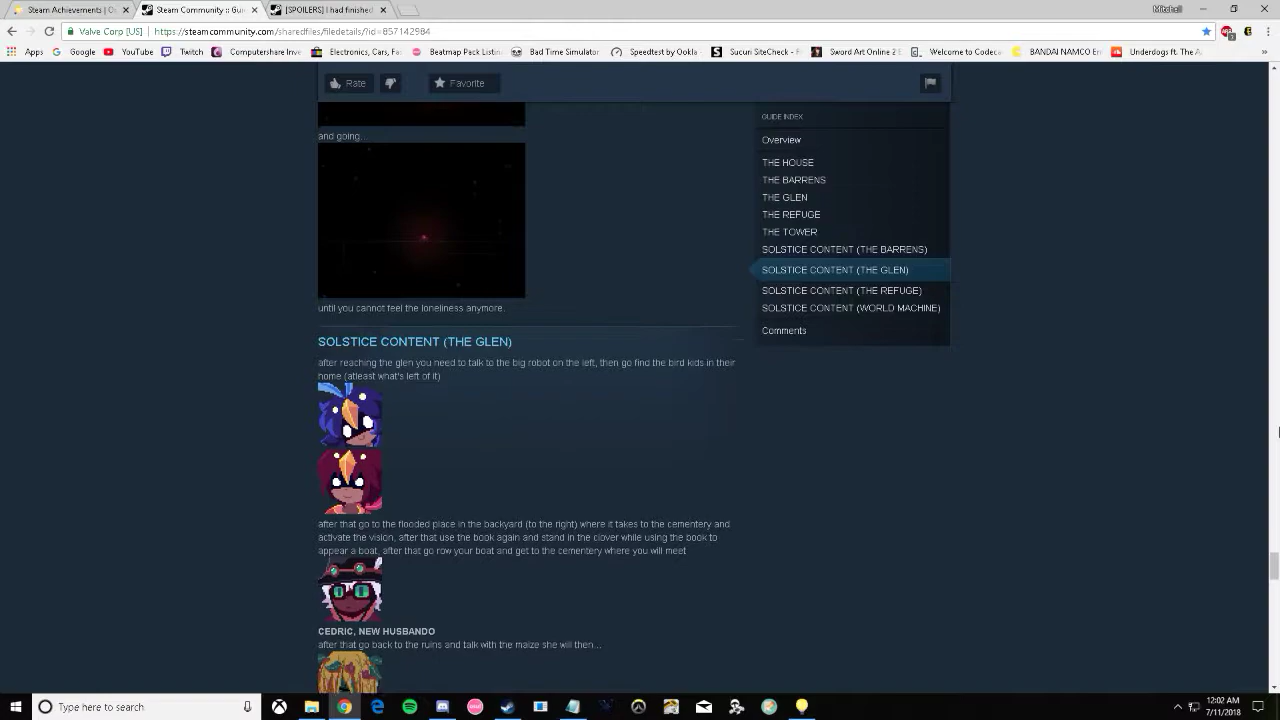 Steam Achievements | O
Steam Community :: Gui
[SPOILERS] I had finished
Mitchell
Valve Corp [US] | https://steamcommunity.com/sharedfiles/filedetails/?id=857142984
Apps Google YouTube Twitch Computershare Inve Electronics, Cars, Fa Beatmap Pack Listing Bad Time Simulator Speedtest by Ookla Sucuri SiteCheck - F Sword Art Online 2 E Welcome to Codeca BANDAI NAMCO En Underdogs ft. The A
Rate Favorite
and going...
until you cannot feel the loneliness anymore.
SOLSTICE CONTENT (THE GLEN)
after reaching the glen you need to talk to the big robot on the left, then go find the bird kids in their
home (atleast what's left of it)
after that go to the flooded place in the backyard (to the right) where it takes to the cementery and
activate the vision, after that use the book again and stand in the clover while using the book to
appear a boat, after that go row your boat and get to the cementery where you will meet
CEDRIC, NEW HUSBANDO
after that go back to the ruins and talk with the maize she will then...
GUIDE INDEX
Overview
THE HOUSE
THE BARRENS
THE GLEN
THE REFUGE
THE TOWER
SOLSTICE CONTENT (THE BARRENS)
SOLSTICE CONTENT (THE GLEN)
SOLSTICE CONTENT (THE REFUGE)
SOLSTICE CONTENT (WORLD MACHINE)
Comments
Type here to search
12:02 AM
7/11/2018